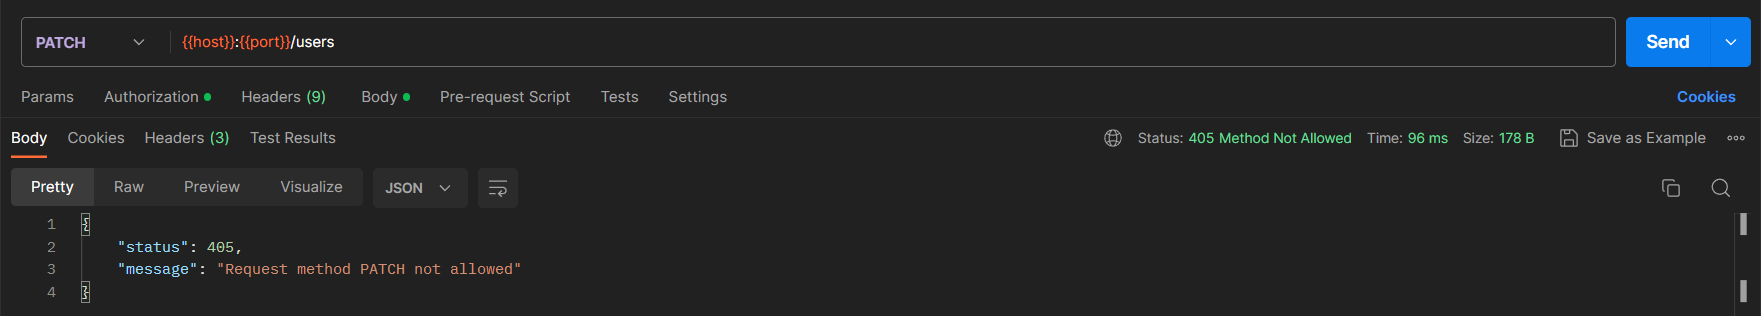 PATCH {{host}}:{{port}}/users Send
Params Authorization Headers (9) Body Pre-request Script Tests Settings Cookies
Body Cookies Headers (3) Test Results Status: 405 Method Not Allowed Time: 96 ms Size: 178 B Save as Example
Pretty Raw Preview Visualize JSON
1 {
2 "status": 405,
3 "message": "Request method PATCH not allowed"
4 }